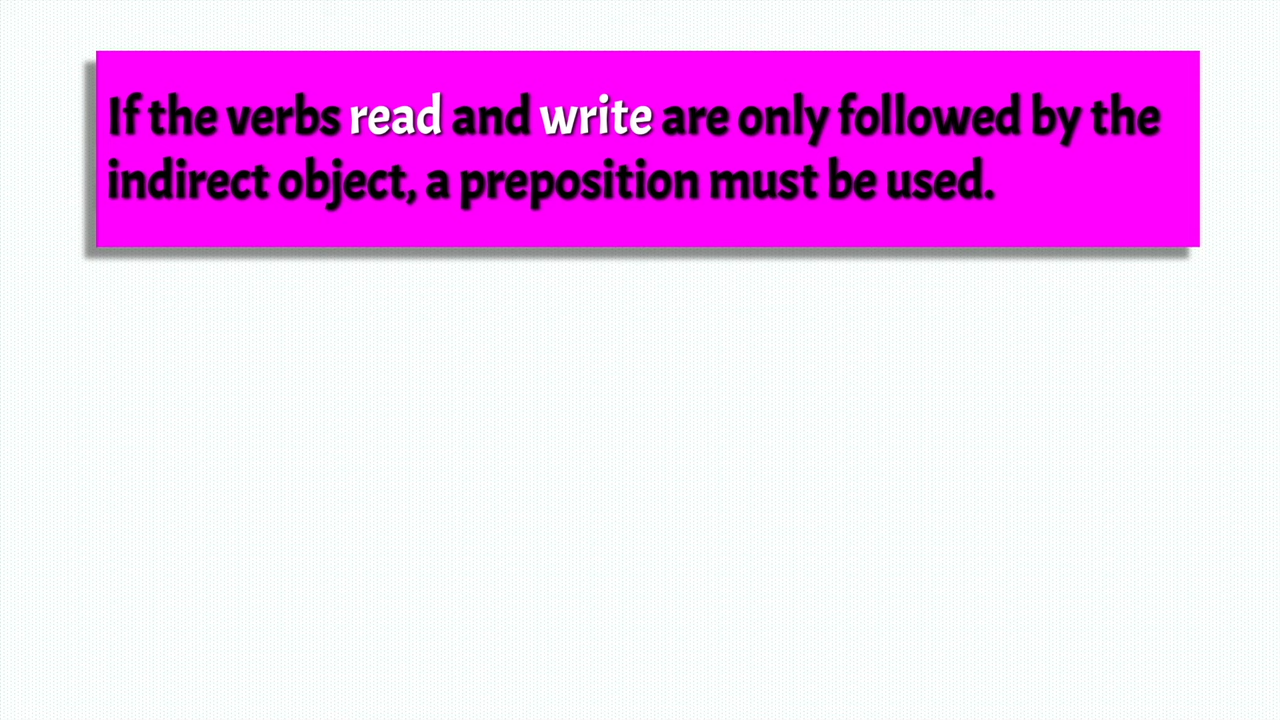 If the verbs read and write are only followed by the
indirect object, a preposition must be used.